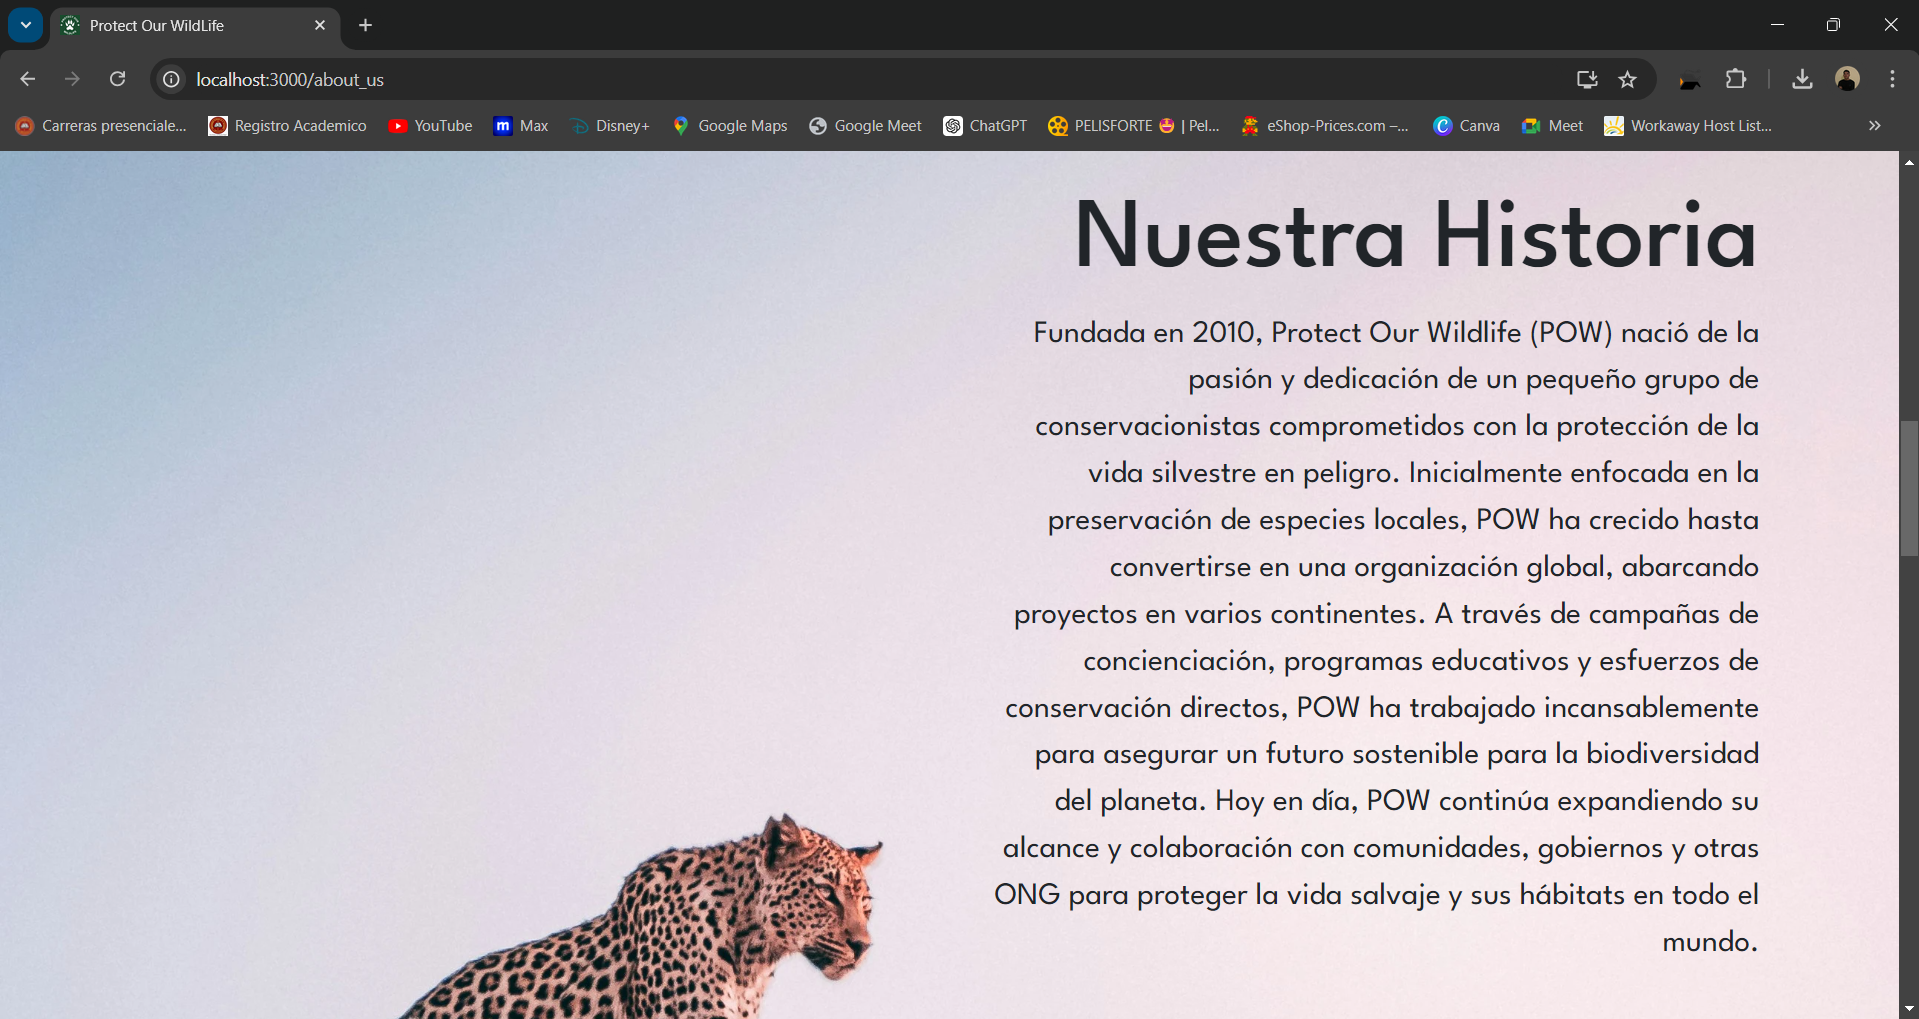 Protect Our WildLife
localhost:3000/about_us
Carreras presenciale... Registro Academico YouTube m Max Disney+ Google Maps Google Meet ChatGPT PELISFORTE 🤩 | Pel... eShop-Prices.com –... C Canva Meet Workaway Host List... »
Nuestra Historia
Fundada en 2010, Protect Our Wildlife (POW) nació de la
pasión y dedicación de un pequeño grupo de
conservacionistas comprometidos con la protección de la
vida silvestre en peligro. Inicialmente enfocada en la
preservación de especies locales, POW ha crecido hasta
convertirse en una organización global, abarcando
proyectos en varios continentes. A través de campañas de
concienciación, programas educativos y esfuerzos de
conservación directos, POW ha trabajado incansablemente
para asegurar un futuro sostenible para la biodiversidad
del planeta. Hoy en día, POW continúa expandiendo su
alcance y colaboración con comunidades, gobiernos y otras
ONG para proteger la vida salvaje y sus hábitats en todo el
mundo.